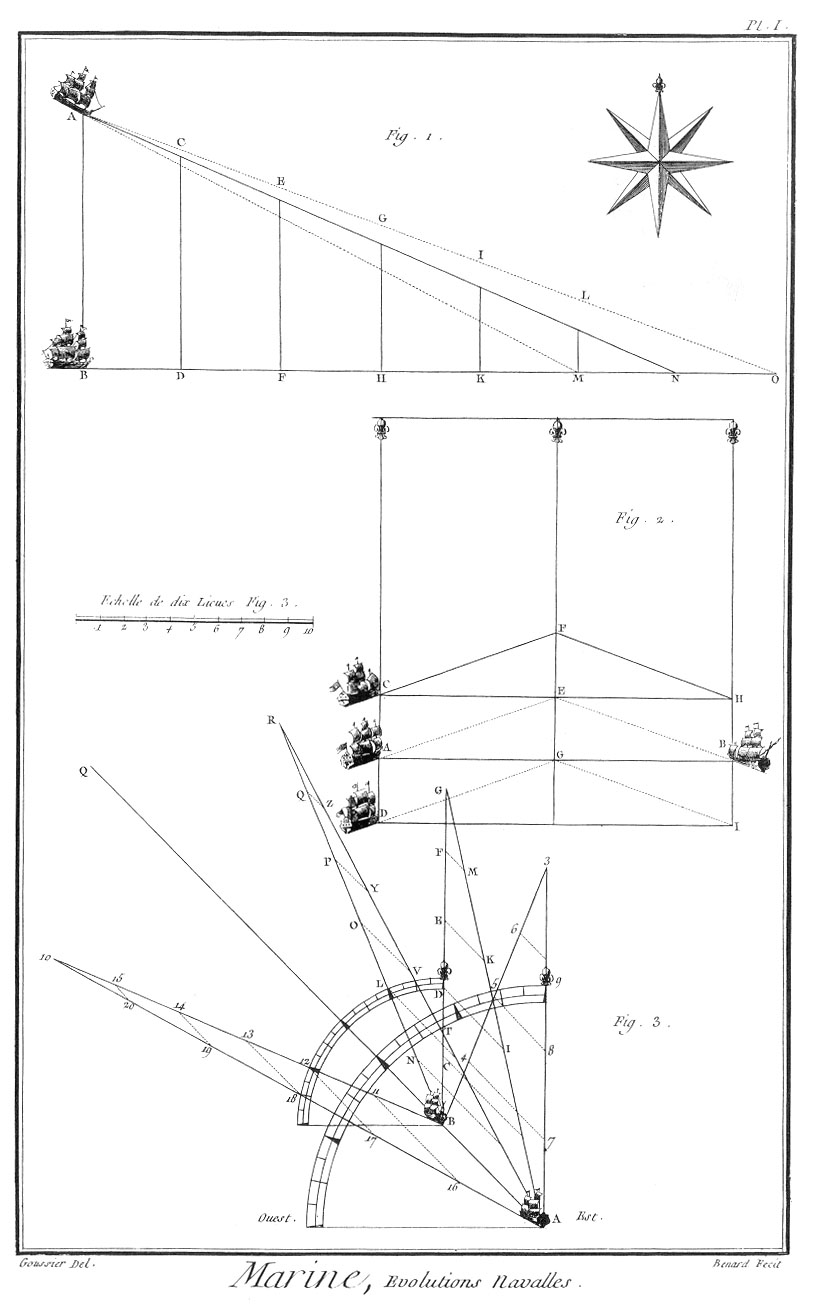 Pl. I.
Fig. 1.
A
C
E
G
I
L
B
D
F
H
K
M
N
O
Fig. 2.
F
C
E
H
A
B
G
D
I
Echelle de dix Lieues Fig. 3.
1 2 3 4 5 6 7 8 9 10
R
Q
Q
Z
G
P
F
M
3
Y
O
E
6
K
10
15
V
L
D
5
9
20
14
13
T
19
12
N
4
C
I
8
Fig. 3.
18
11
B
17
7
16
Ouest.
A
Est.
Goussier Del.
Benard Fecit
Marine, Evolutions Navalles.